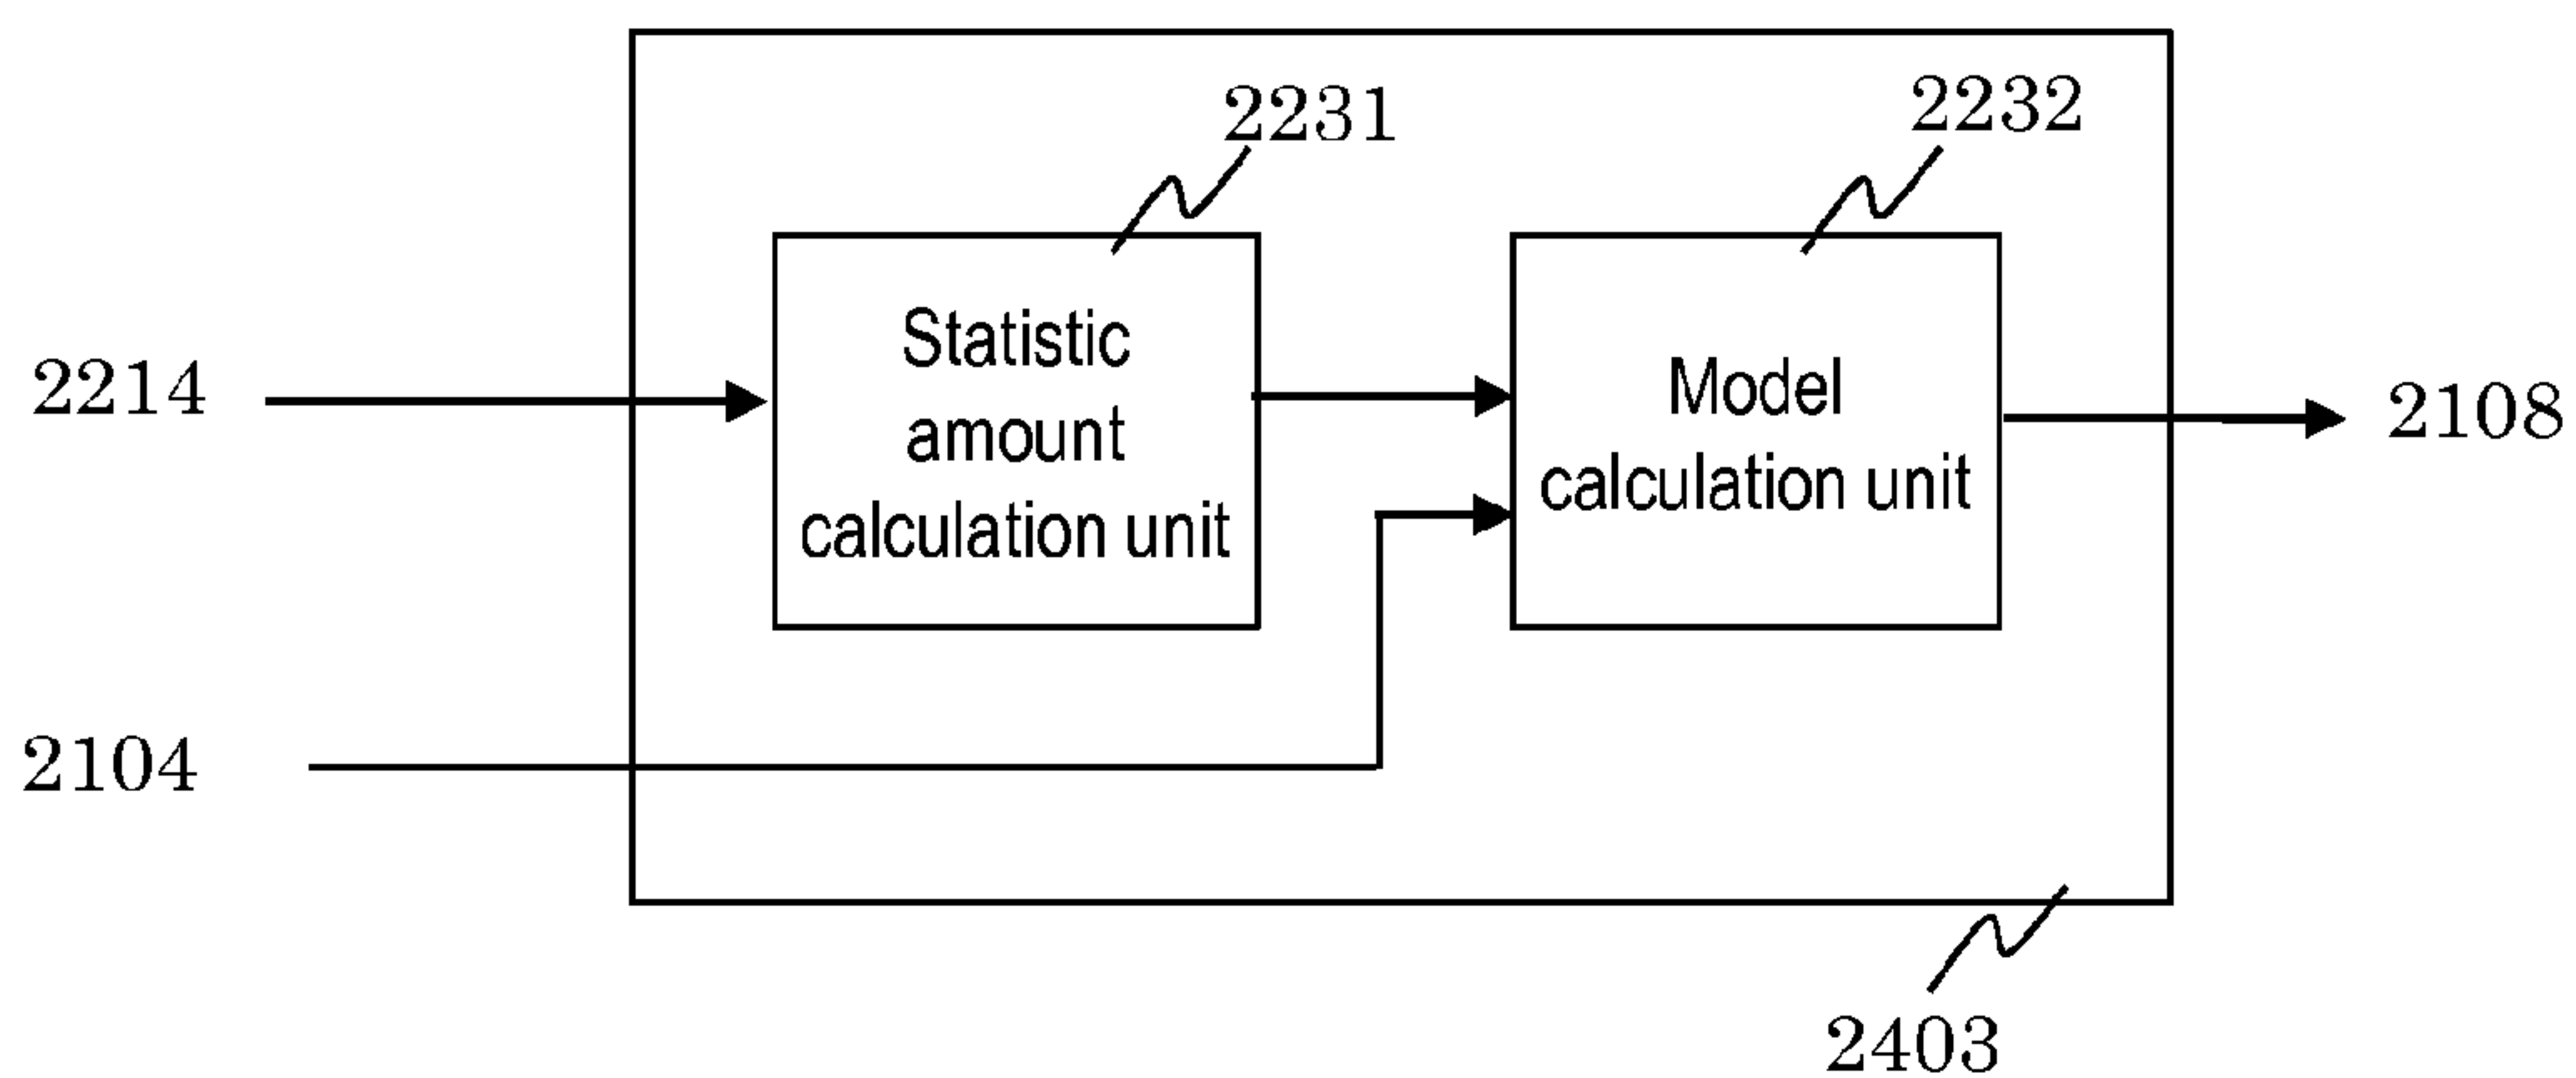 2231
2232
Statistic
amount
calculation unit
Model
calculation unit
2214
2108
2104
2403